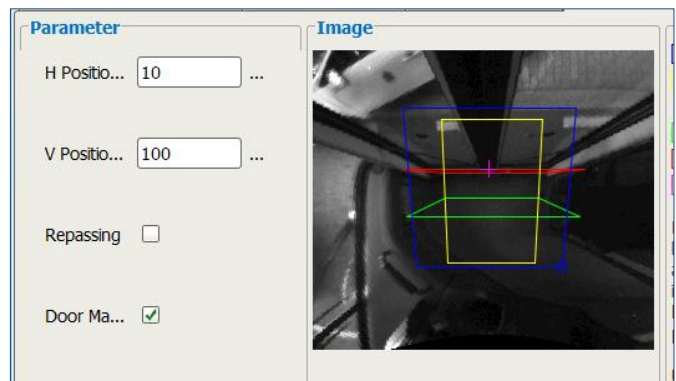 Parameter
Image
H Positio... 10 ...
V Positio... 100 ...
Repassing
Door Ma...